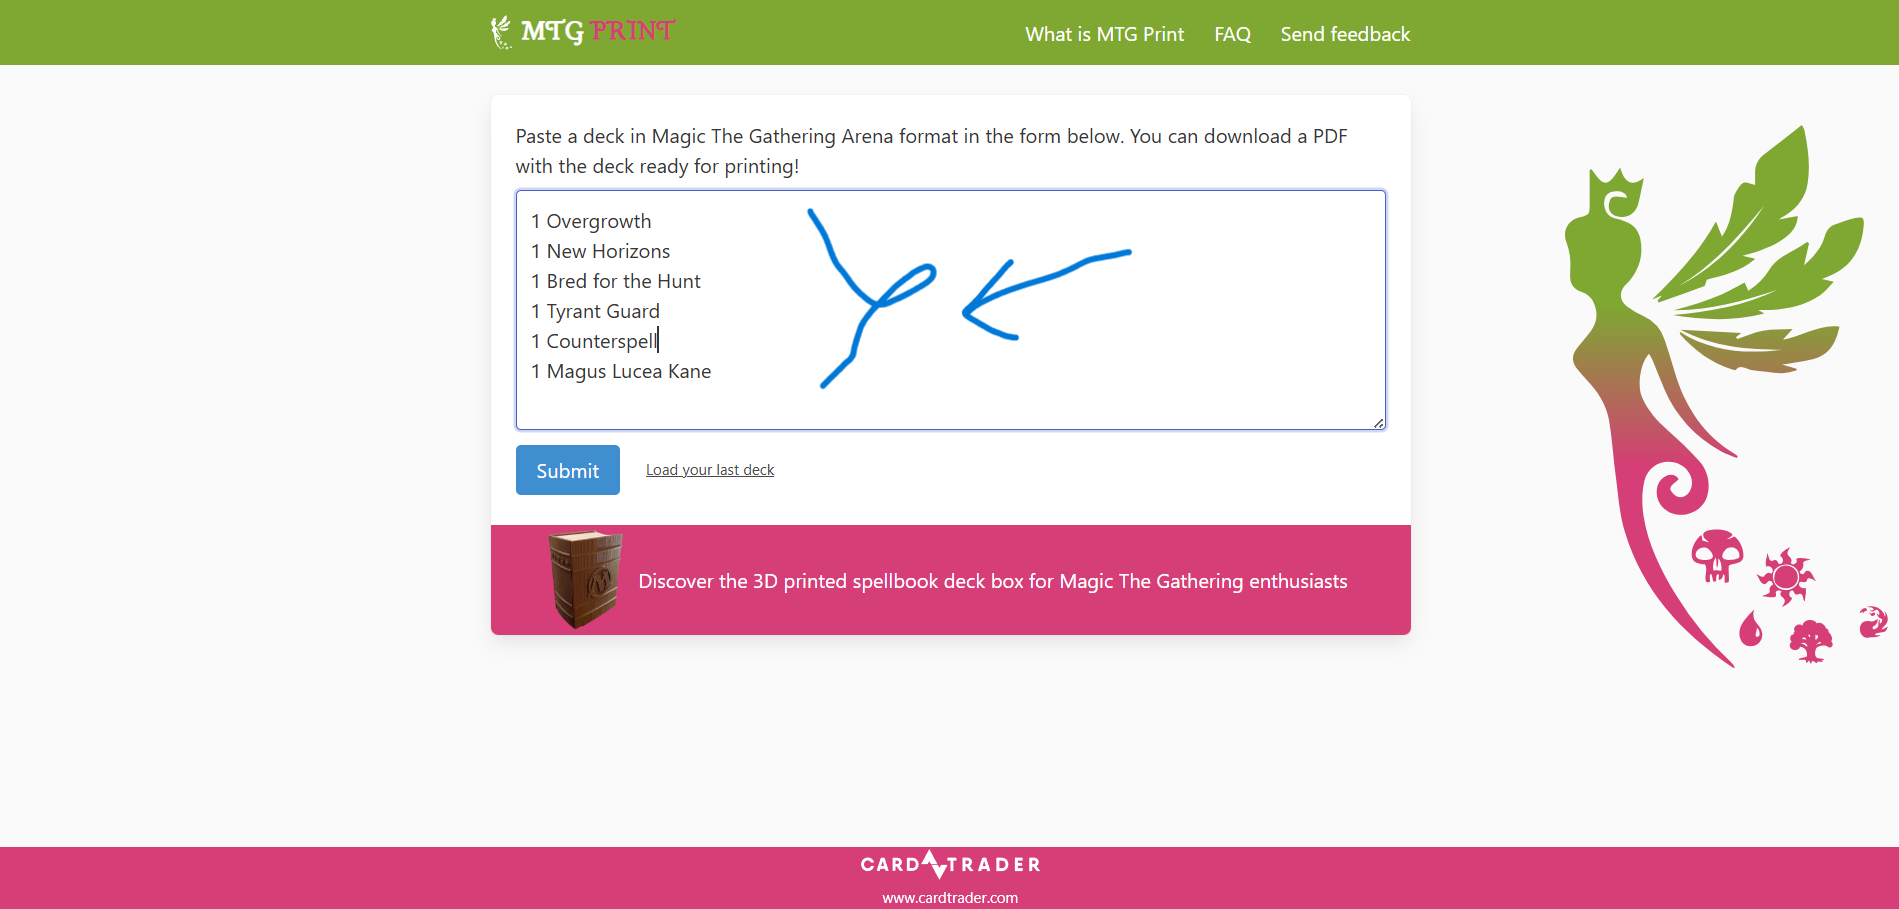 MTG PRINT
What is MTG Print FAQ Send feedback
Paste a deck in Magic The Gathering Arena format in the form below. You can download a PDF
with the deck ready for printing!
1 Overgrowth
1 New Horizons
1 Bred for the Hunt
1 Tyrant Guard
1 Counterspell
1 Magus Lucea Kane
Submit
Load your last deck
Discover the 3D printed spellbook deck box for Magic The Gathering enthusiasts
CARD TRADER
www.cardtrader.com